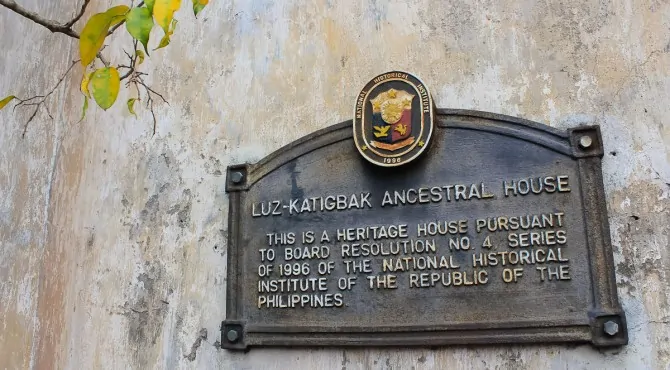 NATIONAL HISTORICAL INSTITUTE
1996
LUZ-KATIGBAK ANCESTRAL HOUSE
THIS IS A HERITAGE HOUSE PURSUANT
TO BOARD RESOLUTION NO. 4, SERIES
OF 1996 OF THE NATIONAL HISTORICAL
INSTITUTE OF THE REPUBLIC OF THE
PHILIPPINES.